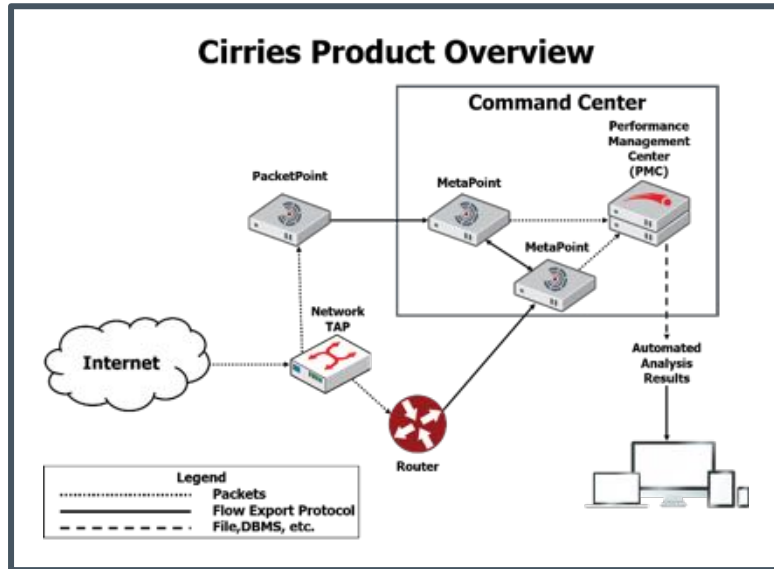 Cirries Product Overview
Command Center
Performance
Management
Center
(PMC)
PacketPoint
MetaPoint
MetaPoint
Network
TAP
Internet
Router
Automated
Analysis
Results
Legend
Packets
Flow Export Protocol
File,DBMS, etc.